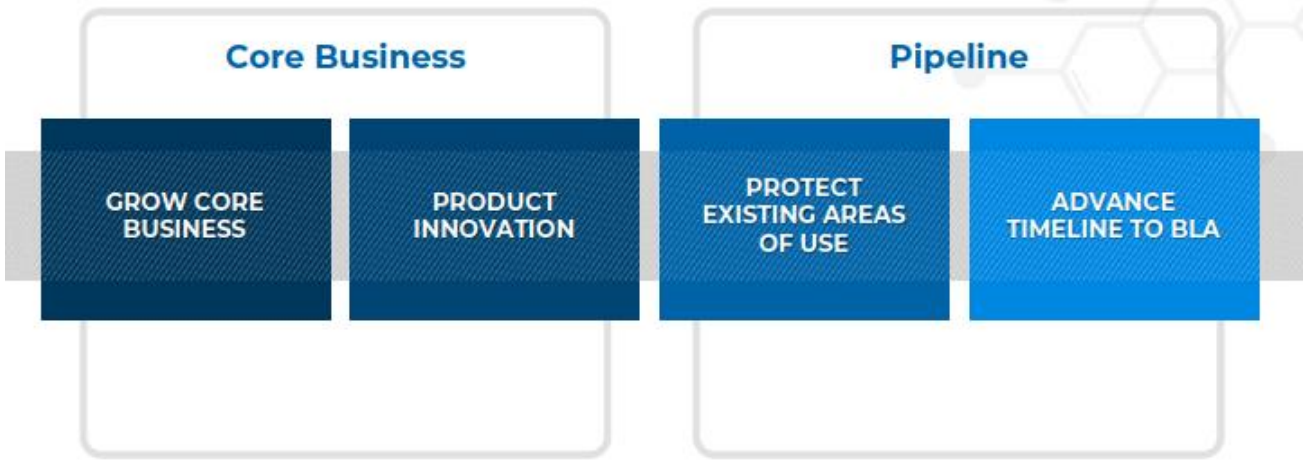 Core Business
Pipeline
GROW CORE
BUSINESS
PRODUCT
INNOVATION
PROTECT
EXISTING AREAS
OF USE
ADVANCE
TIMELINE TO BLA